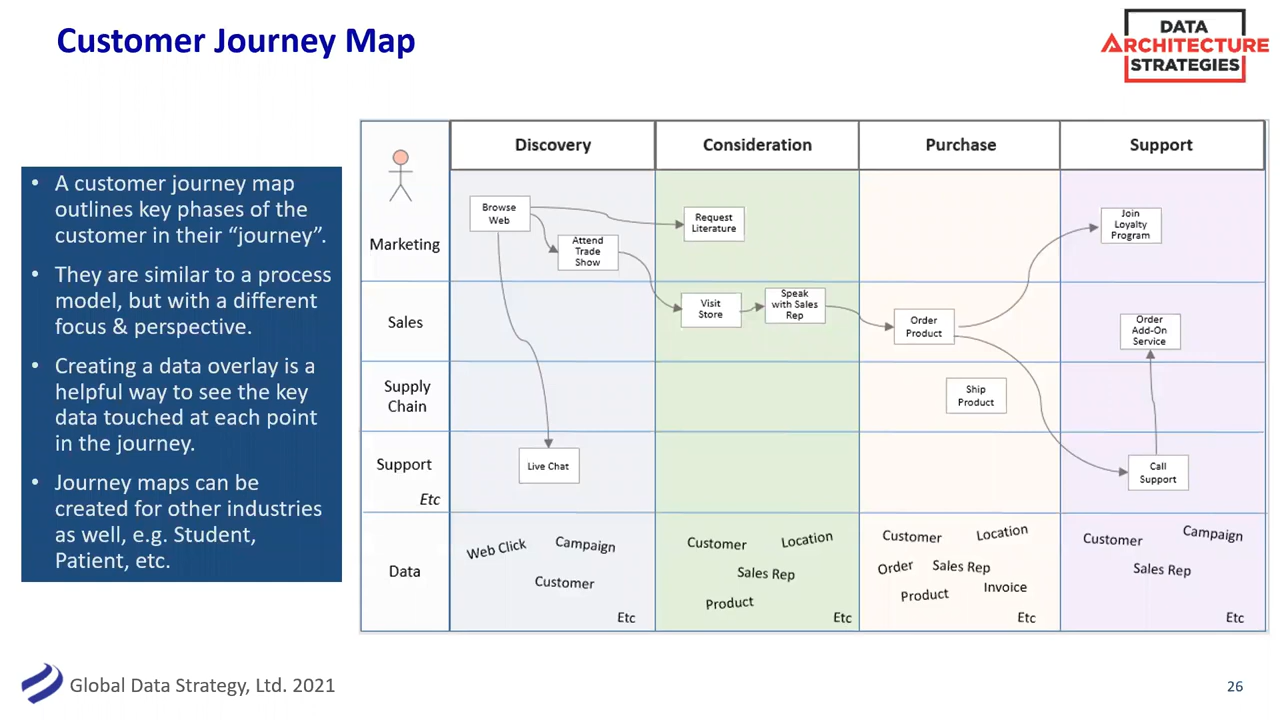 Customer Journey Map
DATA
ARCHITECTURE
STRATEGIES
• A customer journey map
outlines key phases of the
customer in their “journey”.
• They are similar to a process
model, but with a different
focus & perspective.
• Creating a data overlay is a
helpful way to see the key
data touched at each point
in the journey.
• Journey maps can be
created for other industries
as well, e.g. Student,
Patient, etc.
Discovery
Consideration
Purchase
Support
Marketing
Browse
Web
Attend
Trade
Show
Request
Literature
Join
Loyalty
Program
Sales
Visit
Store
Speak
with Sales
Rep
Order
Product
Order
Add-On
Service
Supply
Chain
Ship
Product
Support
Etc
Live Chat
Call
Support
Data
Web Click
Campaign
Customer
Etc
Customer
Location
Sales Rep
Product
Etc
Customer
Location
Order
Sales Rep
Product
Invoice
Etc
Customer
Campaign
Sales Rep
Etc
Global Data Strategy, Ltd. 2021
26